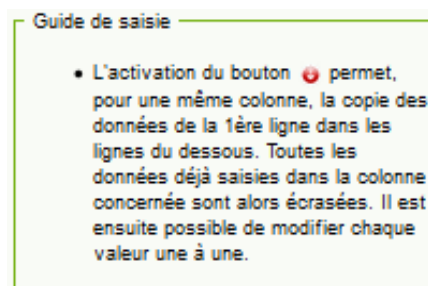 Guide de saisie
• L'activation du bouton permet,
pour une même colonne, la copie des
données de la 1ère ligne dans les
lignes du dessous. Toutes les
données déjà saisies dans la colonne
concernée sont alors écrasées. Il est
ensuite possible de modifier chaque
valeur une à une.